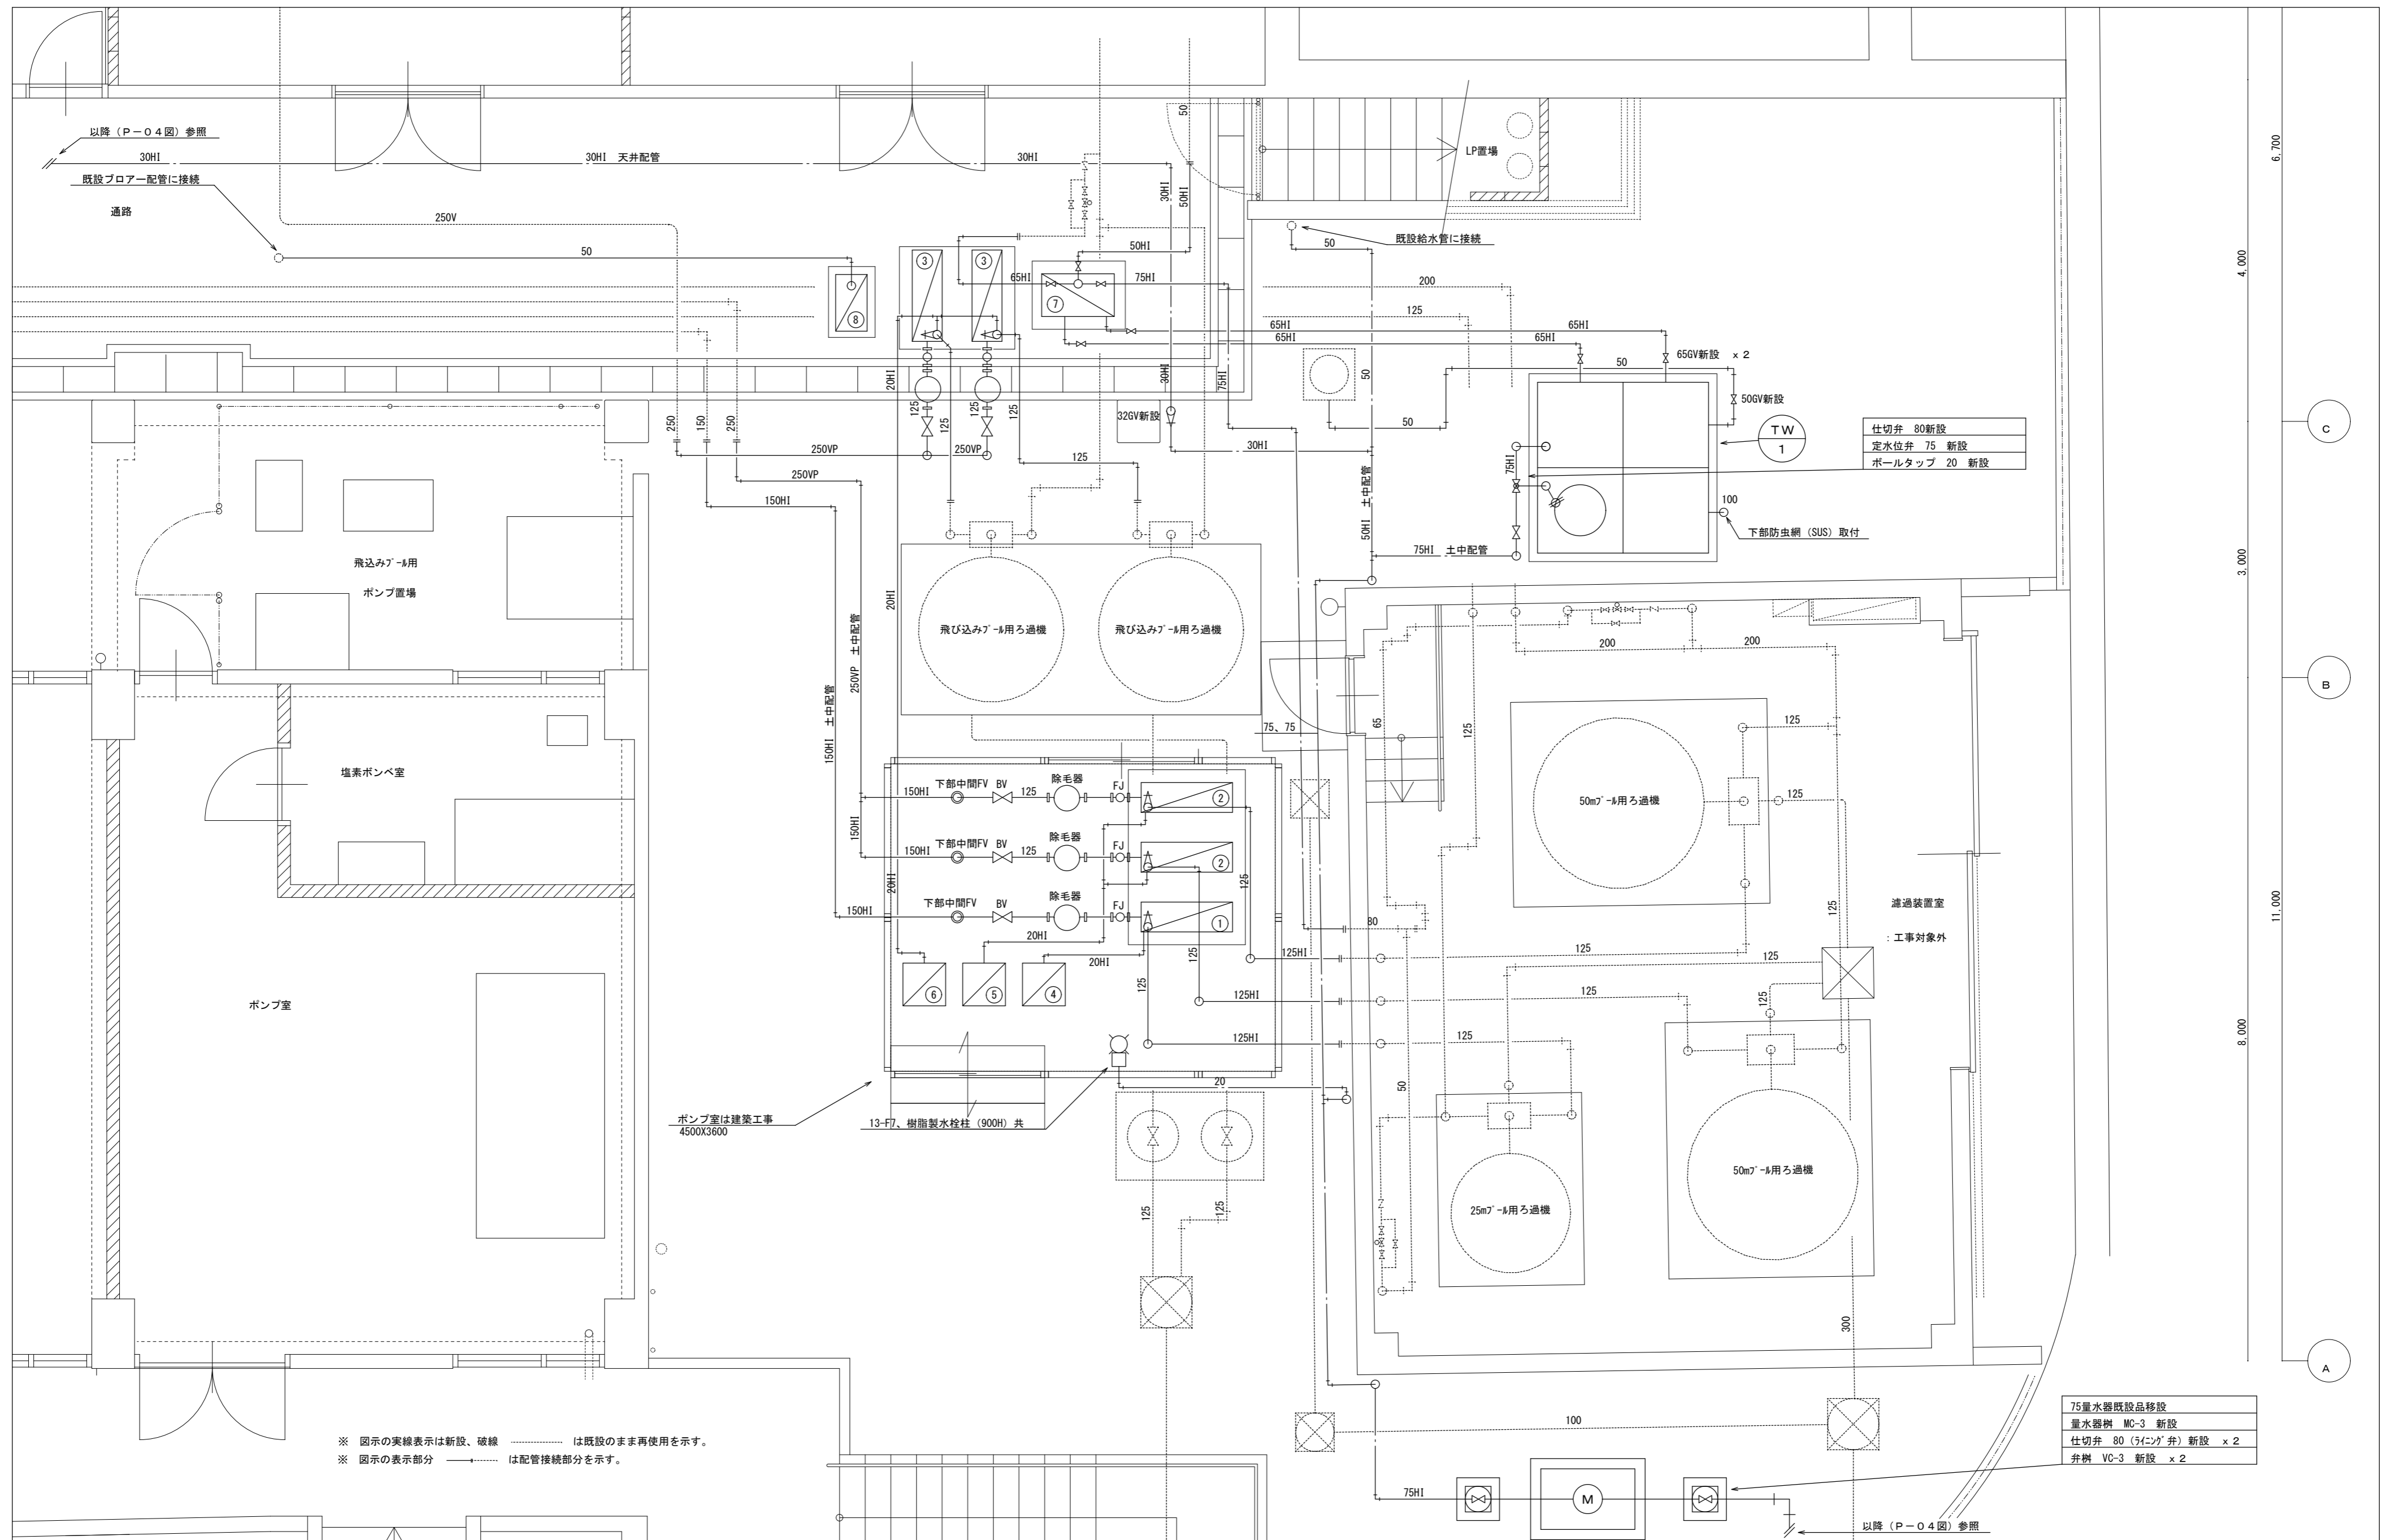 以降（Ｐ－０４図）参照
30HI
30HI 天井配管
30HI
既設ブロアー配管に接続
通路
250V
50
50
30HI
50HI
LP置場
既設給水管に接続
50
50HI
65HI
75HI
③
③
⑦
⑧
200
125
65HI
65HI
65HI
65HI
65GV新設 x 2
50
50GV新設
20HI
125
125
125
125
30HI
75HI
32GV新設
30HI
50
50
TW
1
仕切弁 80新設
定水位弁 75 新設
ボールタップ 20 新設
250
150
250
250VP
250VP
250VP
150HI
125
50HI 土中配管
75HI
75HI 土中配管
100
下部防虫網（SUS）取付
飛込みﾌﾟｰﾙ用
ポンプ置場
20HI
飛び込みﾌﾟｰﾙ用ろ過機
飛び込みﾌﾟｰﾙ用ろ過機
250VP 土中配管
150HI 土中配管
200
200
65
125
75、75
125
125
50mﾌﾟｰﾙ用ろ過機
塩素ボンベ室
150HI
下部中間FV
BV
125
除毛器
FJ
②
150HI
150HI
下部中間FV
BV
125
除毛器
FJ
②
125
20HI
150HI
下部中間FV
BV
除毛器
FJ
①
20HI
20HI
125
125
⑥
⑤
④
80
125HI
125HI
125HI
125
125
125
125
125
125
濾過装置室
：工事対象外
ポンプ室
20
50
ポンプ室は建築工事
4500X3600
13-F7、樹脂製水栓柱（900H）共
125
125
25mﾌﾟｰﾙ用ろ過機
50mﾌﾟｰﾙ用ろ過機
300
100
※ 図示の実線表示は新設、破線 は既設のまま再使用を示す。
※ 図示の表示部分 は配管接続部分を示す。
75HI
M
75量水器既設品移設
量水器桝 MC-3 新設
仕切弁 80（ﾗｲﾆﾝｸﾞ弁）新設 x 2
弁桝 VC-3 新設 x 2
以降（Ｐ－０４図）参照
6,700
4,000
3,000
11,000
8,000
C
B
A